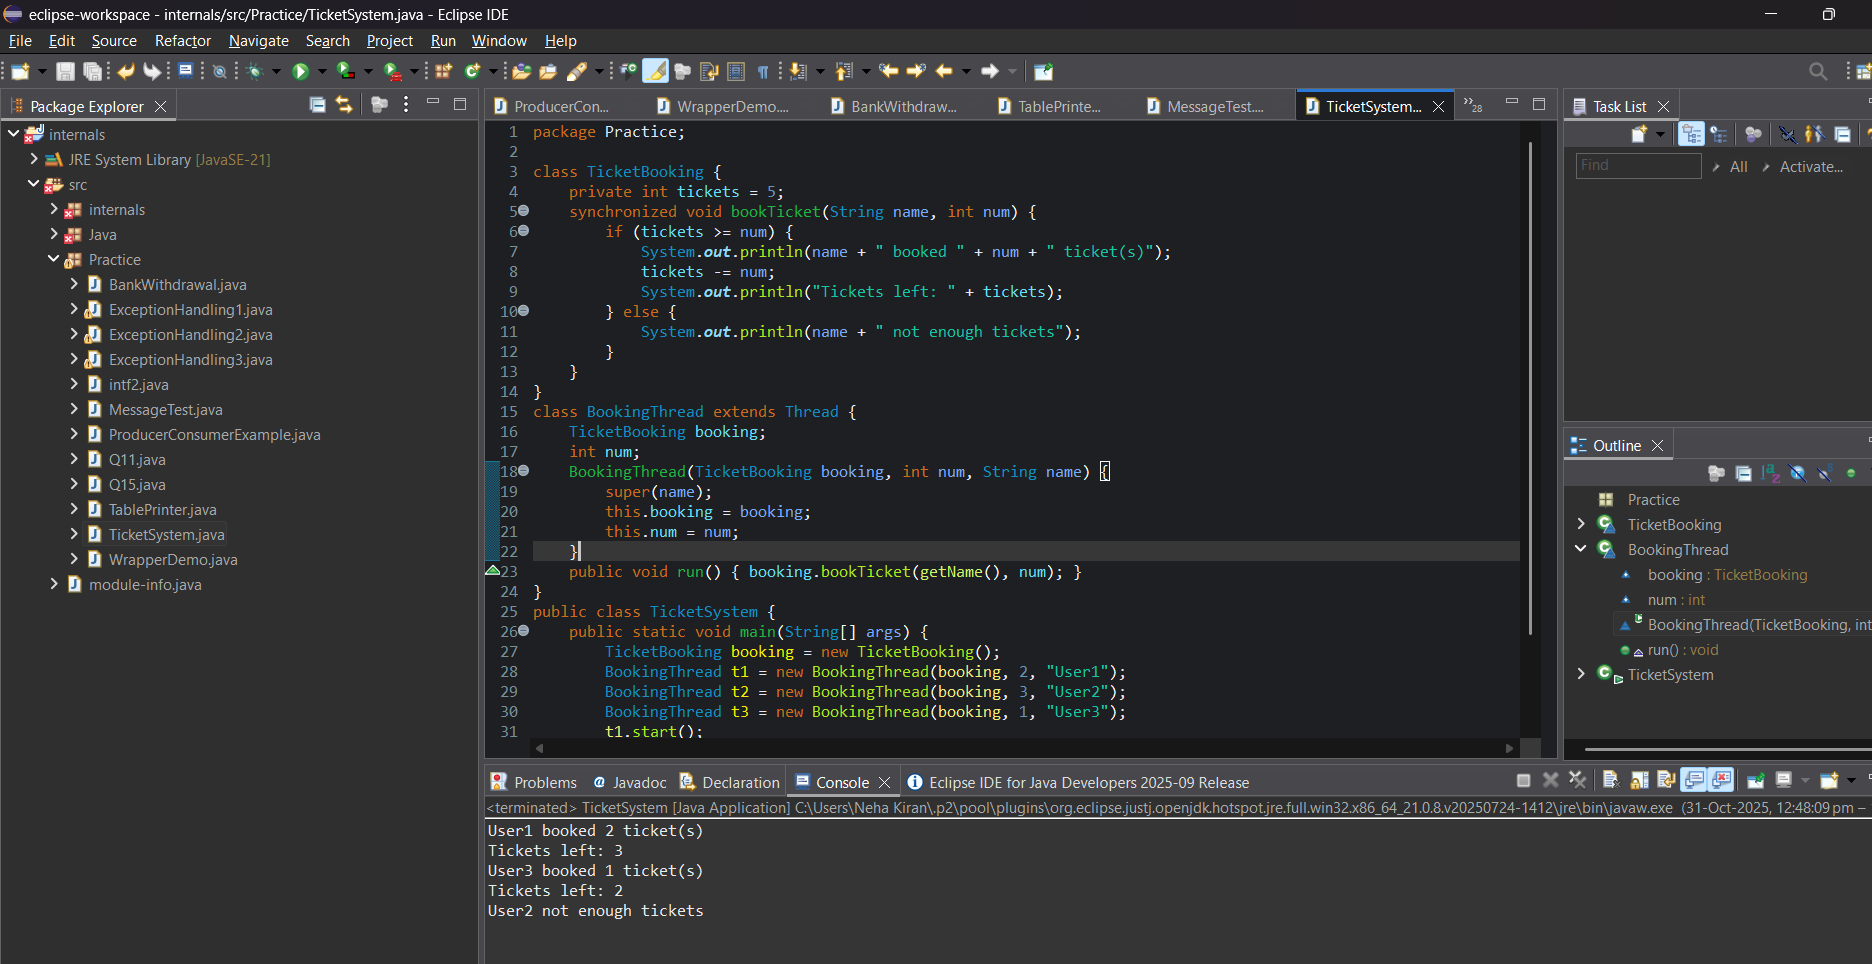 eclipse-workspace - internals/src/Practice/TicketSystem.java - Eclipse IDE
File Edit Source Refactor Navigate Search Project Run Window Help
Package Explorer
internals
JRE System Library [JavaSE-21]
src
internals
Java
Practice
BankWithdrawal.java
ExceptionHandling1.java
ExceptionHandling2.java
ExceptionHandling3.java
intf2.java
MessageTest.java
ProducerConsumerExample.java
Q11.java
Q15.java
TablePrinter.java
TicketSystem.java
WrapperDemo.java
module-info.java
ProducerCon... WrapperDemo.... BankWithdraw... TablePrinte... MessageTest.... TicketSystem... »28
1 package Practice;
2
3 class TicketBooking {
4     private int tickets = 5;
5     synchronized void bookTicket(String name, int num) {
6         if (tickets >= num) {
7             System.out.println(name + " booked " + num + " ticket(s)");
8             tickets -= num;
9             System.out.println("Tickets left: " + tickets);
10         } else {
11             System.out.println(name + " not enough tickets");
12         }
13     }
14 }
15 class BookingThread extends Thread {
16     TicketBooking booking;
17     int num;
18     BookingThread(TicketBooking booking, int num, String name) {
19         super(name);
20         this.booking = booking;
21         this.num = num;
22     }
23     public void run() { booking.bookTicket(getName(), num); }
24 }
25 public class TicketSystem {
26     public static void main(String[] args) {
27         TicketBooking booking = new TicketBooking();
28         BookingThread t1 = new BookingThread(booking, 2, "User1");
29         BookingThread t2 = new BookingThread(booking, 3, "User2");
30         BookingThread t3 = new BookingThread(booking, 1, "User3");
31         t1.start();
Task List
Find All Activate...
Outline
Practice
TicketBooking
BookingThread
booking : TicketBooking
num : int
BookingThread(TicketBooking, int
run() : void
TicketSystem
Problems Javadoc Declaration Console Eclipse IDE for Java Developers 2025-09 Release
<terminated> TicketSystem [Java Application] C:\Users\Neha Kiran\.p2\pool\plugins\org.eclipse.justj.openjdk.hotspot.jre.full.win32.x86_64_21.0.8.v20250724-1412\jre\bin\javaw.exe (31-Oct-2025, 12:48:09 pm –
User1 booked 2 ticket(s)
Tickets left: 3
User3 booked 1 ticket(s)
Tickets left: 2
User2 not enough tickets